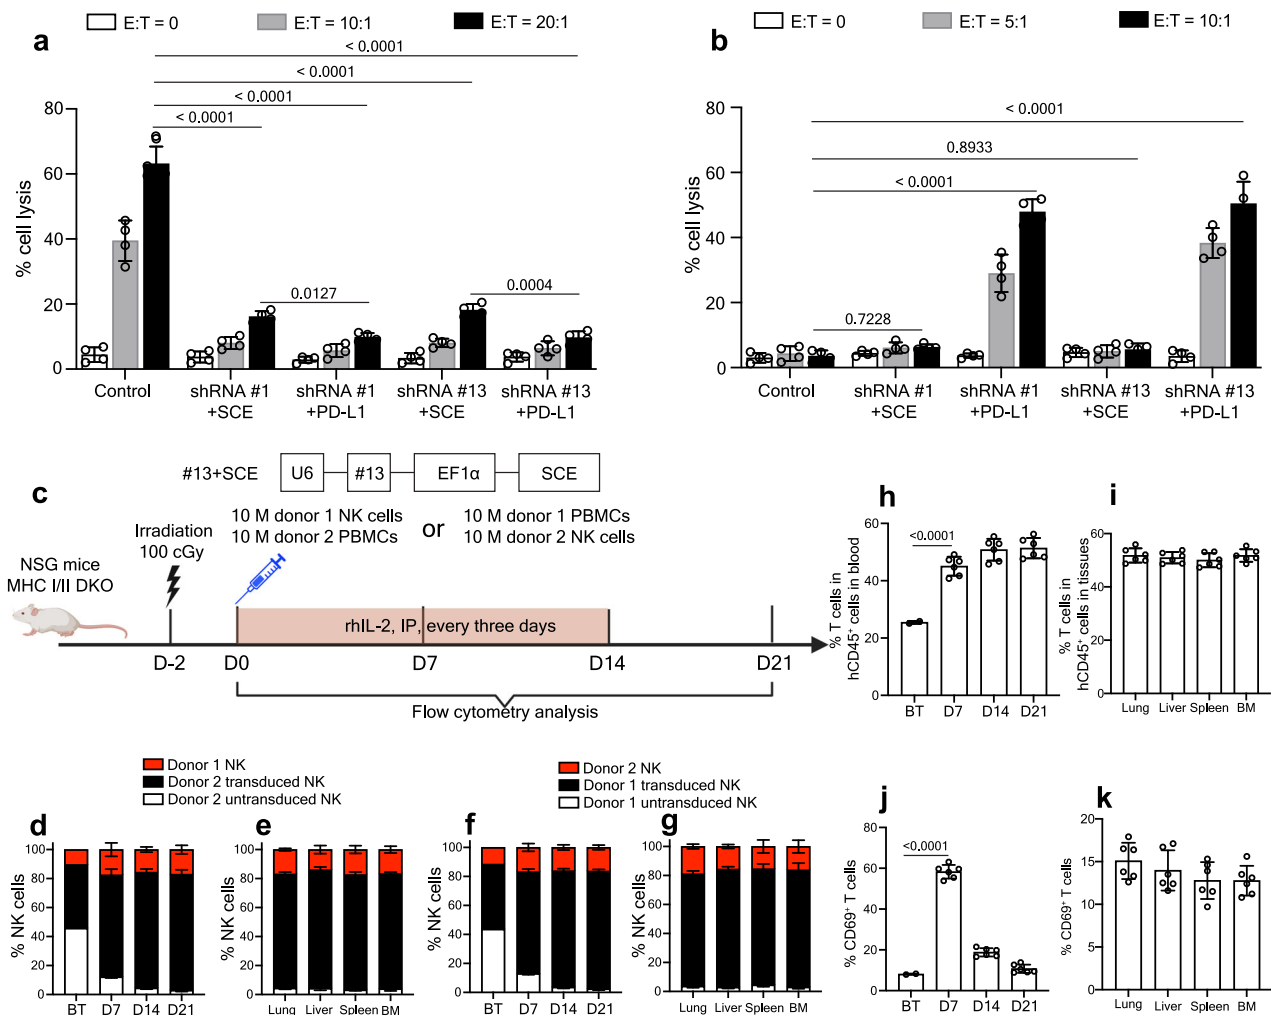 a
E:T = 0
E:T = 10:1
E:T = 20:1
< 0.0001
< 0.0001
< 0.0001
< 0.0001
0.0127
0.0004
% cell lysis
80
60
40
20
0
Control
shRNA #1
+SCE
shRNA #1
+PD-L1
shRNA #13
+SCE
shRNA #13
+PD-L1
b
E:T = 0
E:T = 5:1
E:T = 10:1
< 0.0001
0.8933
< 0.0001
0.7228
% cell lysis
80
60
40
20
0
Control
shRNA #1
+SCE
shRNA #1
+PD-L1
shRNA #13
+SCE
shRNA #13
+PD-L1
c
#13+SCE
U6
#13
EF1α
SCE
NSG mice
MHC I/II DKO
Irradiation
100 cGy
10 M donor 1 NK cells
10 M donor 2 PBMCs
or
10 M donor 1 PBMCs
10 M donor 2 NK cells
rhIL-2, IP, every three days
D-2
D0
D7
D14
D21
Flow cytometry analysis
h
% T cells in
hCD45⁺ cells in blood
<0.0001
60
40
20
0
BT
D7
D14
D21
i
% T cells in
hCD45⁺ cells in tissues
60
40
20
0
Lung
Liver
Spleen
BM
Donor 1 NK
Donor 2 transduced NK
Donor 2 untransduced NK
d
% NK cells
100
80
60
40
20
0
BT
D7
D14
D21
e
% NK cells
100
80
60
40
20
0
Lung
Liver
Spleen
BM
Donor 2 NK
Donor 1 transduced NK
Donor 1 untransduced NK
f
% NK cells
100
80
60
40
20
0
BT
D7
D14
D21
g
% NK cells
100
80
60
40
20
0
Lung
Liver
Spleen
BM
j
% CD69⁺ T cells
<0.0001
80
60
40
20
0
BT
D7
D14
D21
k
% CD69⁺ T cells
20
15
10
5
0
Lung
Liver
Spleen
BM